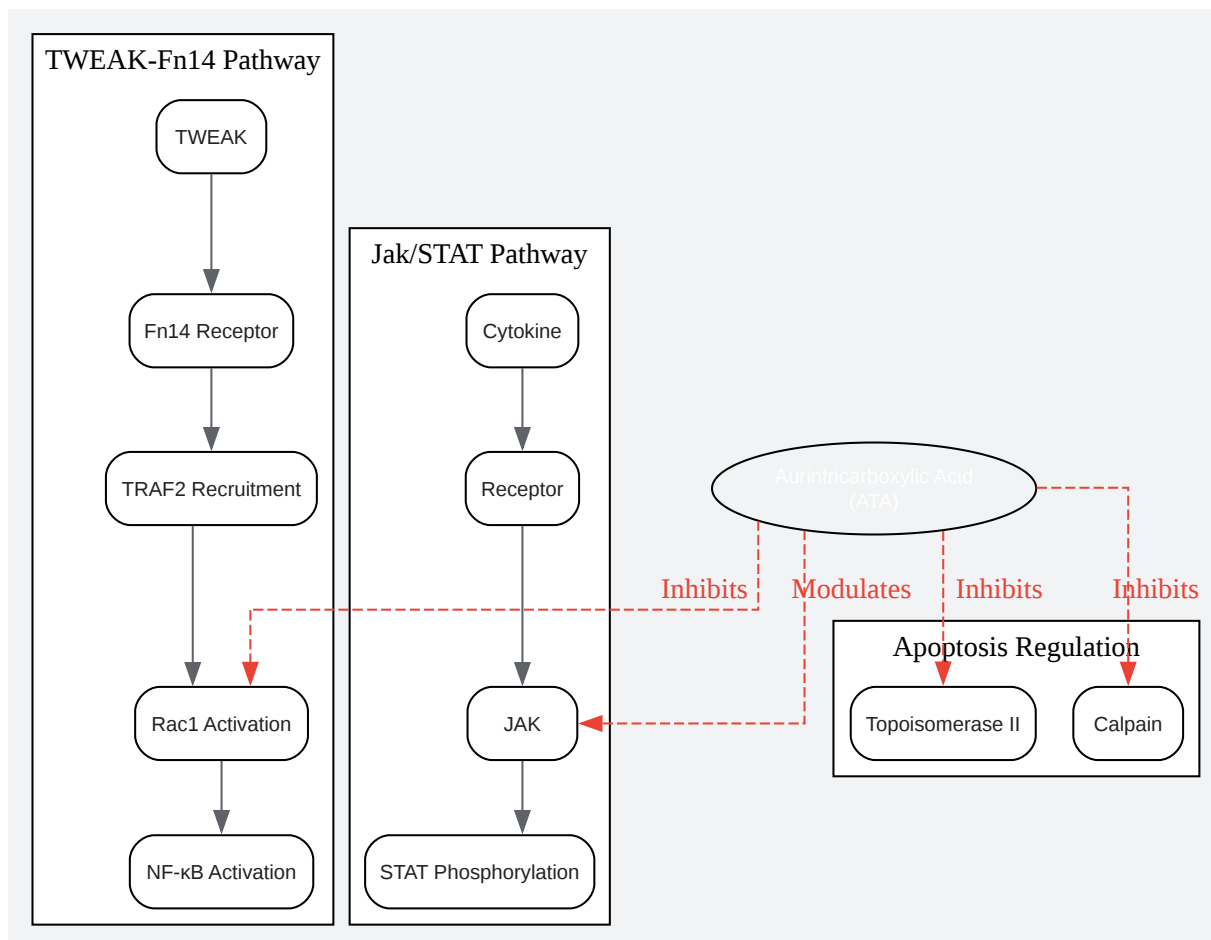 TWEAK-Fn14 Pathway
TWEAK
Fn14 Receptor
TRAF2 Recruitment
Rac1 Activation
NF-κB Activation
Jak/STAT Pathway
Cytokine
Receptor
JAK
STAT Phosphorylation
Aurintricarboxylic Acid
(ATA)
Inhibits
Modulates
Inhibits
Inhibits
Apoptosis Regulation
Topoisomerase II
Calpain